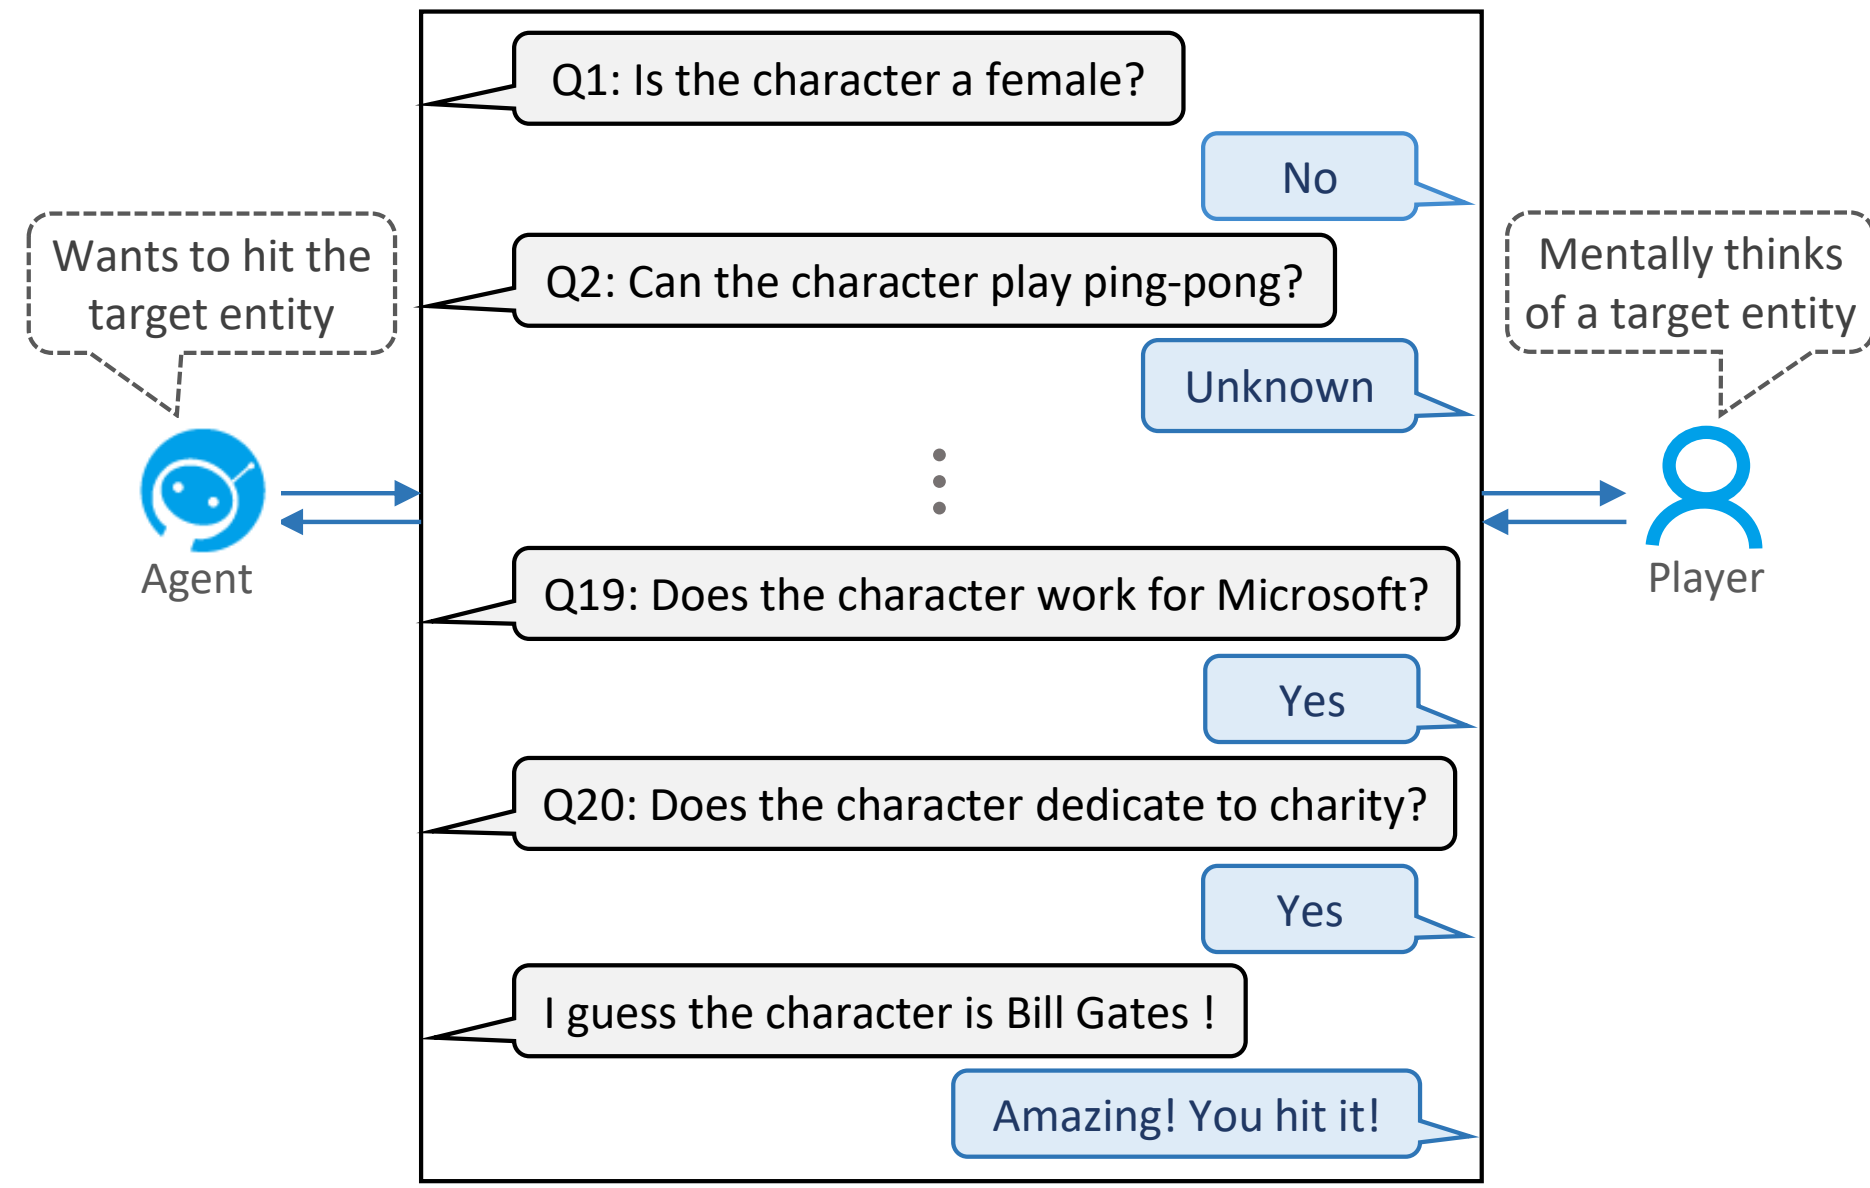 Q1: Is the character a female?
No
Wants to hit the
target entity
Mentally thinks
of a target entity
Q2: Can the character play ping-pong?
Unknown
Agent
Player
Q19: Does the character work for Microsoft?
Yes
Q20: Does the character dedicate to charity?
Yes
I guess the character is Bill Gates !
Amazing! You hit it!